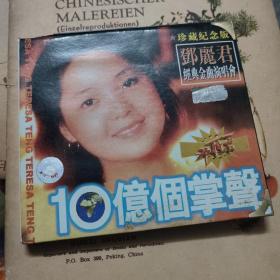 CHINESISCHE
MALEREIEN
(Einzelreproduktionen)
珍藏紀念版
鄧麗君
經典金曲演唱會
TERESA TENG TERESA TENG
10億個掌聲
P.O. Box 399, Peking, China